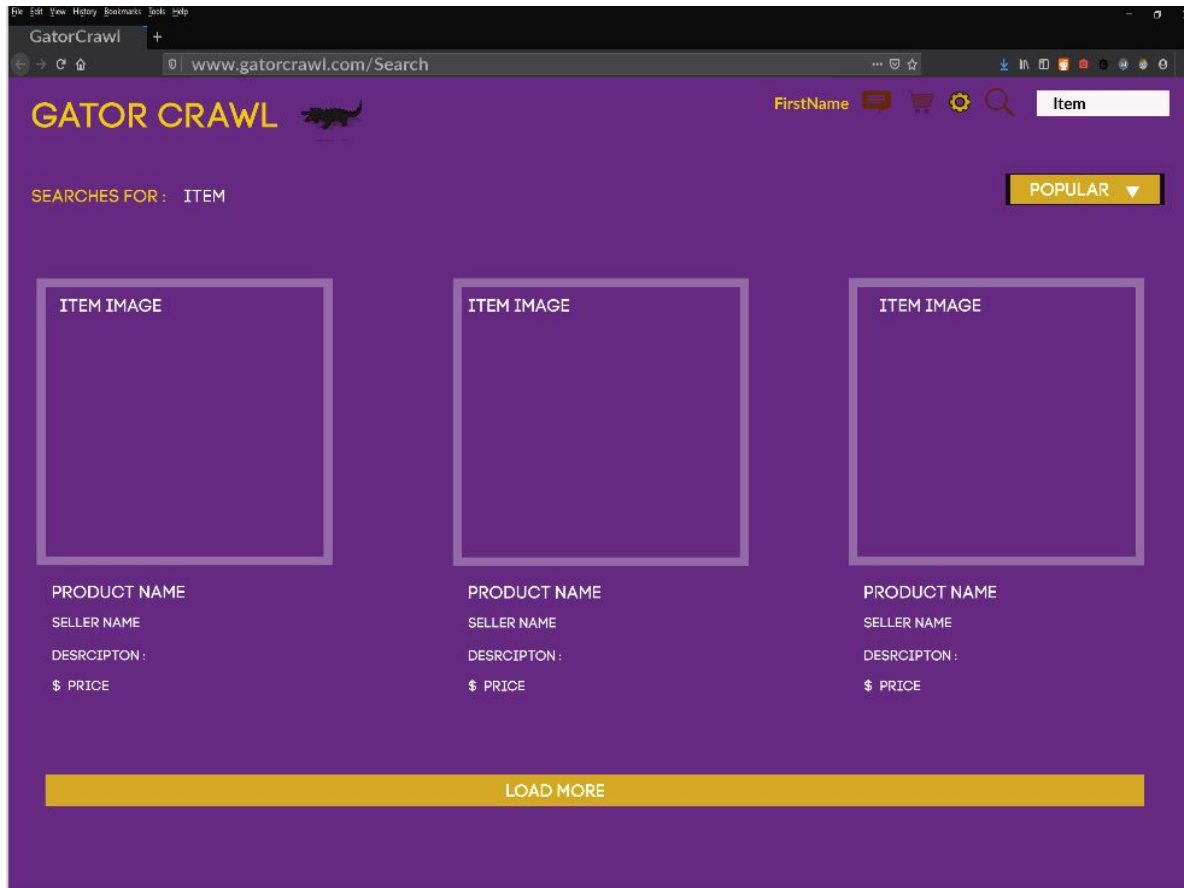 File Edit View History Bookmarks Tools Help
GatorCrawl +
www.gatorcrawl.com/Search
GATOR CRAWL FirstName Item
SEARCHES FOR : ITEM POPULAR ▼
ITEM IMAGE ITEM IMAGE ITEM IMAGE
PRODUCT NAME PRODUCT NAME PRODUCT NAME
SELLER NAME SELLER NAME SELLER NAME
DESRCIPTON : DESRCIPTON : DESRCIPTON :
$ PRICE $ PRICE $ PRICE
LOAD MORE